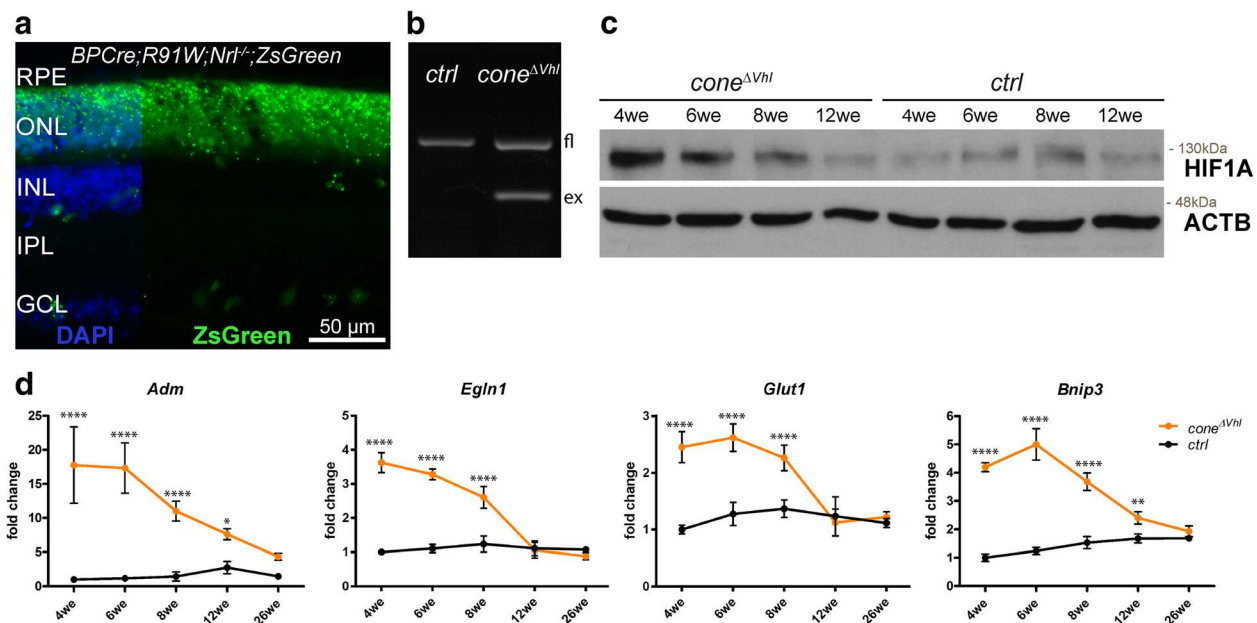 a
BPCre;R91W;Nrl-/-;ZsGreen
RPE
ONL
INL
IPL
GCL
DAPI
ZsGreen
50 µm
b
ctrl coneΔVhl
fl
ex
c
coneΔVhl ctrl
4we 6we 8we 12we 4we 6we 8we 12we
- 130kDa
HIF1A
- 48kDa
ACTB
d
Adm
fold change
25
20
15
10
5
0
**** **** **** *
4we 6we 8we 12we 26we
Egln1
fold change
5
4
3
2
1
0
**** **** ****
4we 6we 8we 12we 26we
Glut1
fold change
3
2
1
0
**** **** ****
4we 6we 8we 12we 26we
Bnip3
fold change
6
5
4
3
2
1
0
**** **** **** **
4we 6we 8we 12we 26we
coneΔVhl
ctrl